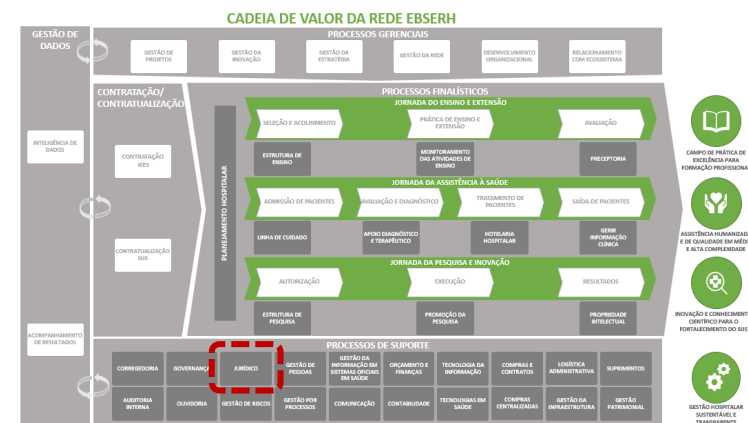 CADEIA DE VALOR DA REDE EBSERH
GESTÃO DE
DADOS
PROCESSOS GERENCIAIS
GESTÃO DE
PROJETOS
GESTÃO DA
INOVAÇÃO
GESTÃO DA
ESTRATÉGIA
GESTÃO DA REDE
DESENVOLVIMENTO
ORGANIZACIONAL
RELACIONAMENTO
COM ECOSSISTEMA
INTELIGÊNCIA DE
DADOS
ACOMPANHAMENTO
DE RESULTADOS
CONTRATAÇÃO/
CONTRATUALIZAÇÃO
CONTRATAÇÃO
IFES
CONTRATUALIZAÇÃO
SUS
PLANEJAMENTO HOSPITALAR
PROCESSOS FINALÍSTICOS
JORNADA DO ENSINO E EXTENSÃO
SELEÇÃO E ACOLHIMENTO
PRÁTICA DE ENSINO E
EXTENSÃO
AVALIAÇÃO
ESTRUTURA DE
ENSINO
MONITORAMENTO
DAS ATIVIDADES DE
ENSINO
PRECEPTORIA
JORNADA DA ASSISTÊNCIA À SAÚDE
ADMISSÃO DE PACIENTES
AVALIAÇÃO E DIAGNÓSTICO
TRATAMENTO DE
PACIENTES
SAÍDA DE PACIENTES
LINHA DE CUIDADO
APOIO DIAGNÓSTICO
E TERAPÊUTICO
HOTELARIA
HOSPITALAR
GERIR
INFORMAÇÃO
CLÍNICA
JORNADA DA PESQUISA E INOVAÇÃO
AUTORIZAÇÃO
EXECUÇÃO
RESULTADOS
ESTRUTURA DE
PESQUISA
PROMOÇÃO DA
PESQUISA
PROPRIEDADE
INTELECTUAL
PROCESSOS DE SUPORTE
CORREGEDORIA
GOVERNANÇA
JURÍDICO
GESTÃO DE
PESSOAS
GESTÃO DA
INFORMAÇÃO EM
SISTEMAS OFICIAIS
EM SAÚDE
ORÇAMENTO E
FINANÇAS
TECNOLOGIA DA
INFORMAÇÃO
COMPRAS E
CONTRATOS
LOGÍSTICA
ADMINISTRATIVA
SUPRIMENTOS
AUDITORIA
INTERNA
OUVIDORIA
GESTÃO DE RISCOS
GESTÃO POR
PROCESSOS
COMUNICAÇÃO
CONTABILIDADE
TECNOLOGIAS EM
SAÚDE
COMPRAS
CENTRALIZADAS
GESTÃO DA
INFRAESTRUTURA
GESTÃO
PATRIMONIAL
CAMPO DE PRÁTICA DE
EXCELÊNCIA PARA
FORMAÇÃO PROFISSIONA
ASSISTÊNCIA HUMANIZADA
E DE QUALIDADE EM MÉDI
E ALTA COMPLEXIDADE
INOVAÇÃO E CONHECIMENT
CIENTÍFICO PARA O
FORTALECIMENTO DO SUS
GESTÃO HOSPITALAR
SUSTENTÁVEL E
TRANSPARENTE